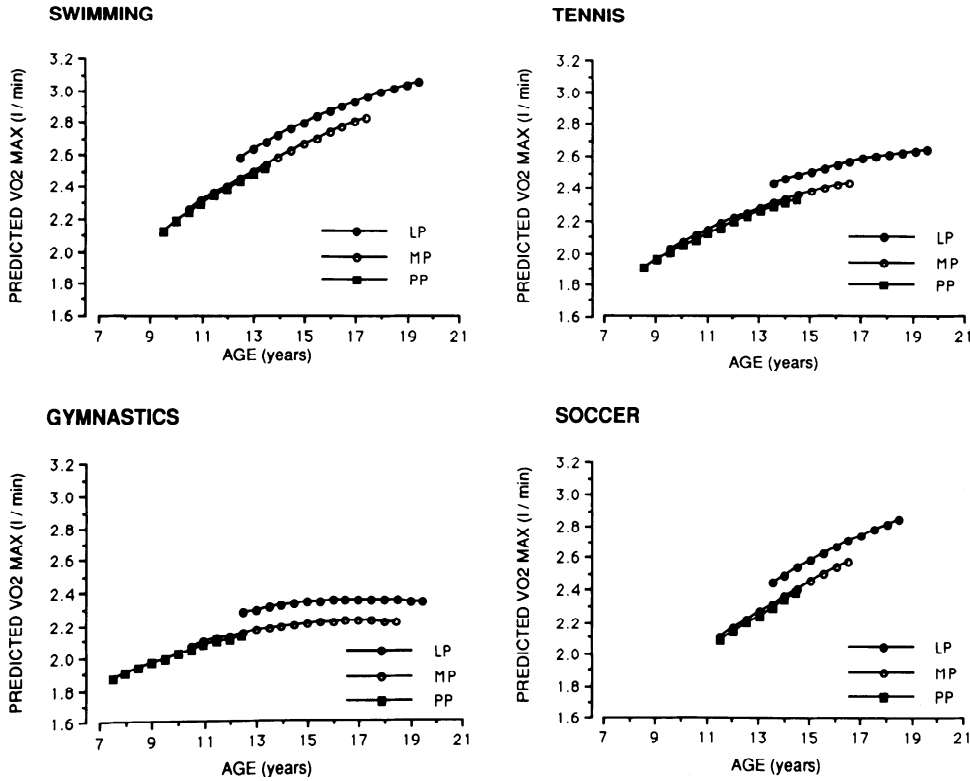 SWIMMING
PREDICTED VO2 MAX (l / min)
3.2
3.0
2.8
2.6
2.4
2.2
2.0
1.8
1.6
LP
MP
PP
7 9 11 13 15 17 19 21
AGE (years)
TENNIS
PREDICTED VO2 MAX (l / min)
3.2
3.0
2.8
2.6
2.4
2.2
2.0
1.8
1.6
LP
MP
PP
7 9 11 13 15 17 19 21
AGE (years)
GYMNASTICS
PREDICTED VO2 MAX (l / min)
3.2
3.0
2.8
2.6
2.4
2.2
2.0
1.8
1.6
LP
MP
PP
7 9 11 13 15 17 19 21
AGE (years)
SOCCER
PREDICTED VO2 MAX (l / min)
3.2
3.0
2.8
2.6
2.4
2.2
2.0
1.8
1.6
LP
MP
PP
7 9 11 13 15 17 19 21
AGE (years)